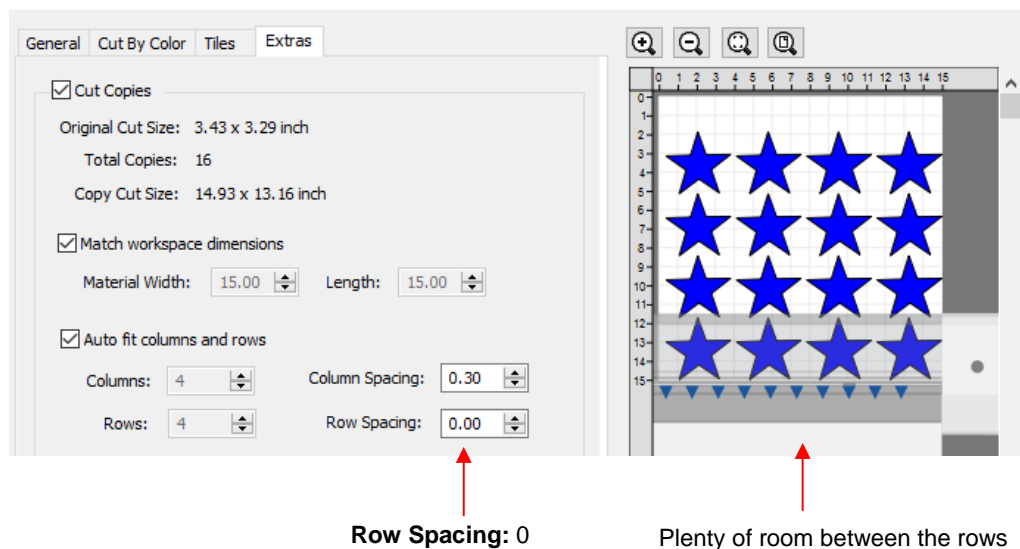 General Cut By Color Tiles Extras
Cut Copies
Original Cut Size: 3.43 x 3.29 inch
Total Copies: 16
Copy Cut Size: 14.93 x 13.16 inch
Match workspace dimensions
Material Width: 15.00 Length: 15.00
Auto fit columns and rows
Columns: 4 Column Spacing: 0.30
Rows: 4 Row Spacing: 0.00
0 1 2 3 4 5 6 7 8 9 10 11 12 13 14 15
0
1
2
3
4
5
6
7
8
9
10
11
12
13
14
15
Row Spacing: 0
Plenty of room between the rows